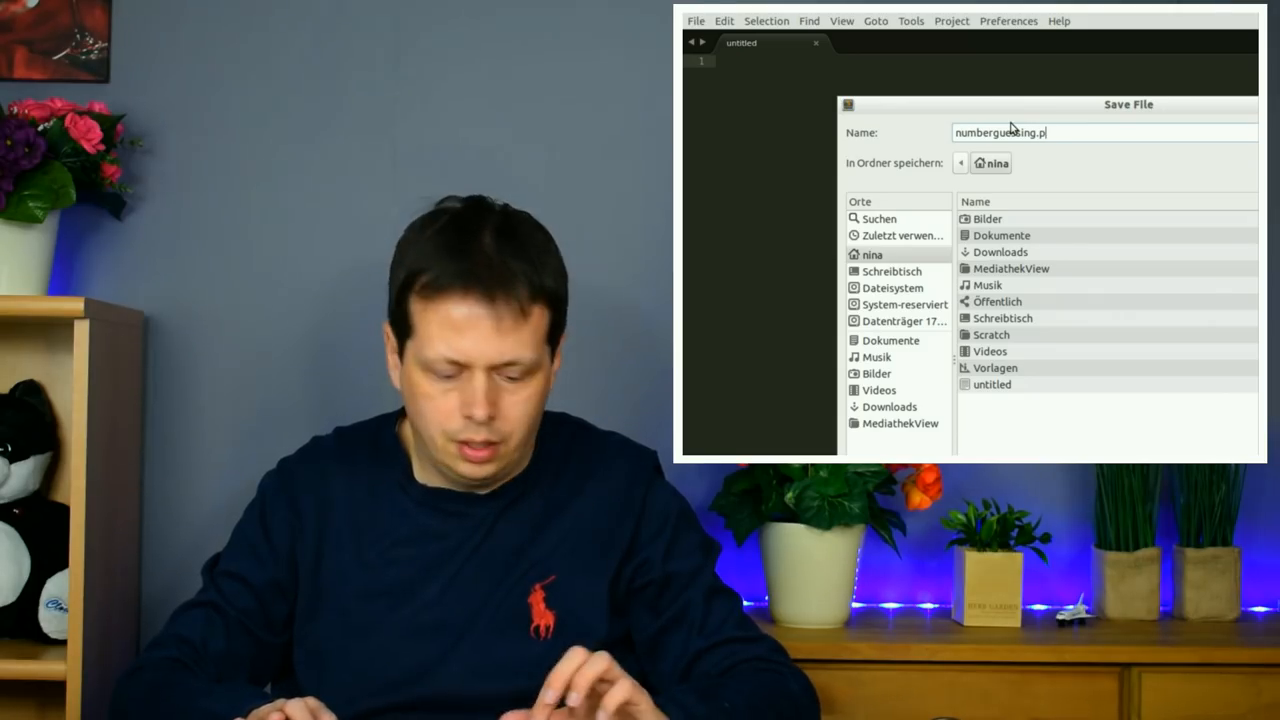 File Edit Selection Find View Goto Tools Project Preferences Help
untitled
1
Save File
Name: numberguessing.p
In Ordner speichern: nina
Orte
Suchen
Zuletzt verwen...
nina
Schreibtisch
Dateisystem
System-reserviert
Datenträger 17...
Dokumente
Musik
Bilder
Videos
Downloads
MediathekView
Name
Bilder
Dokumente
Downloads
MediathekView
Musik
Öffentlich
Schreibtisch
Scratch
Videos
Vorlagen
untitled
HERB GARDEN